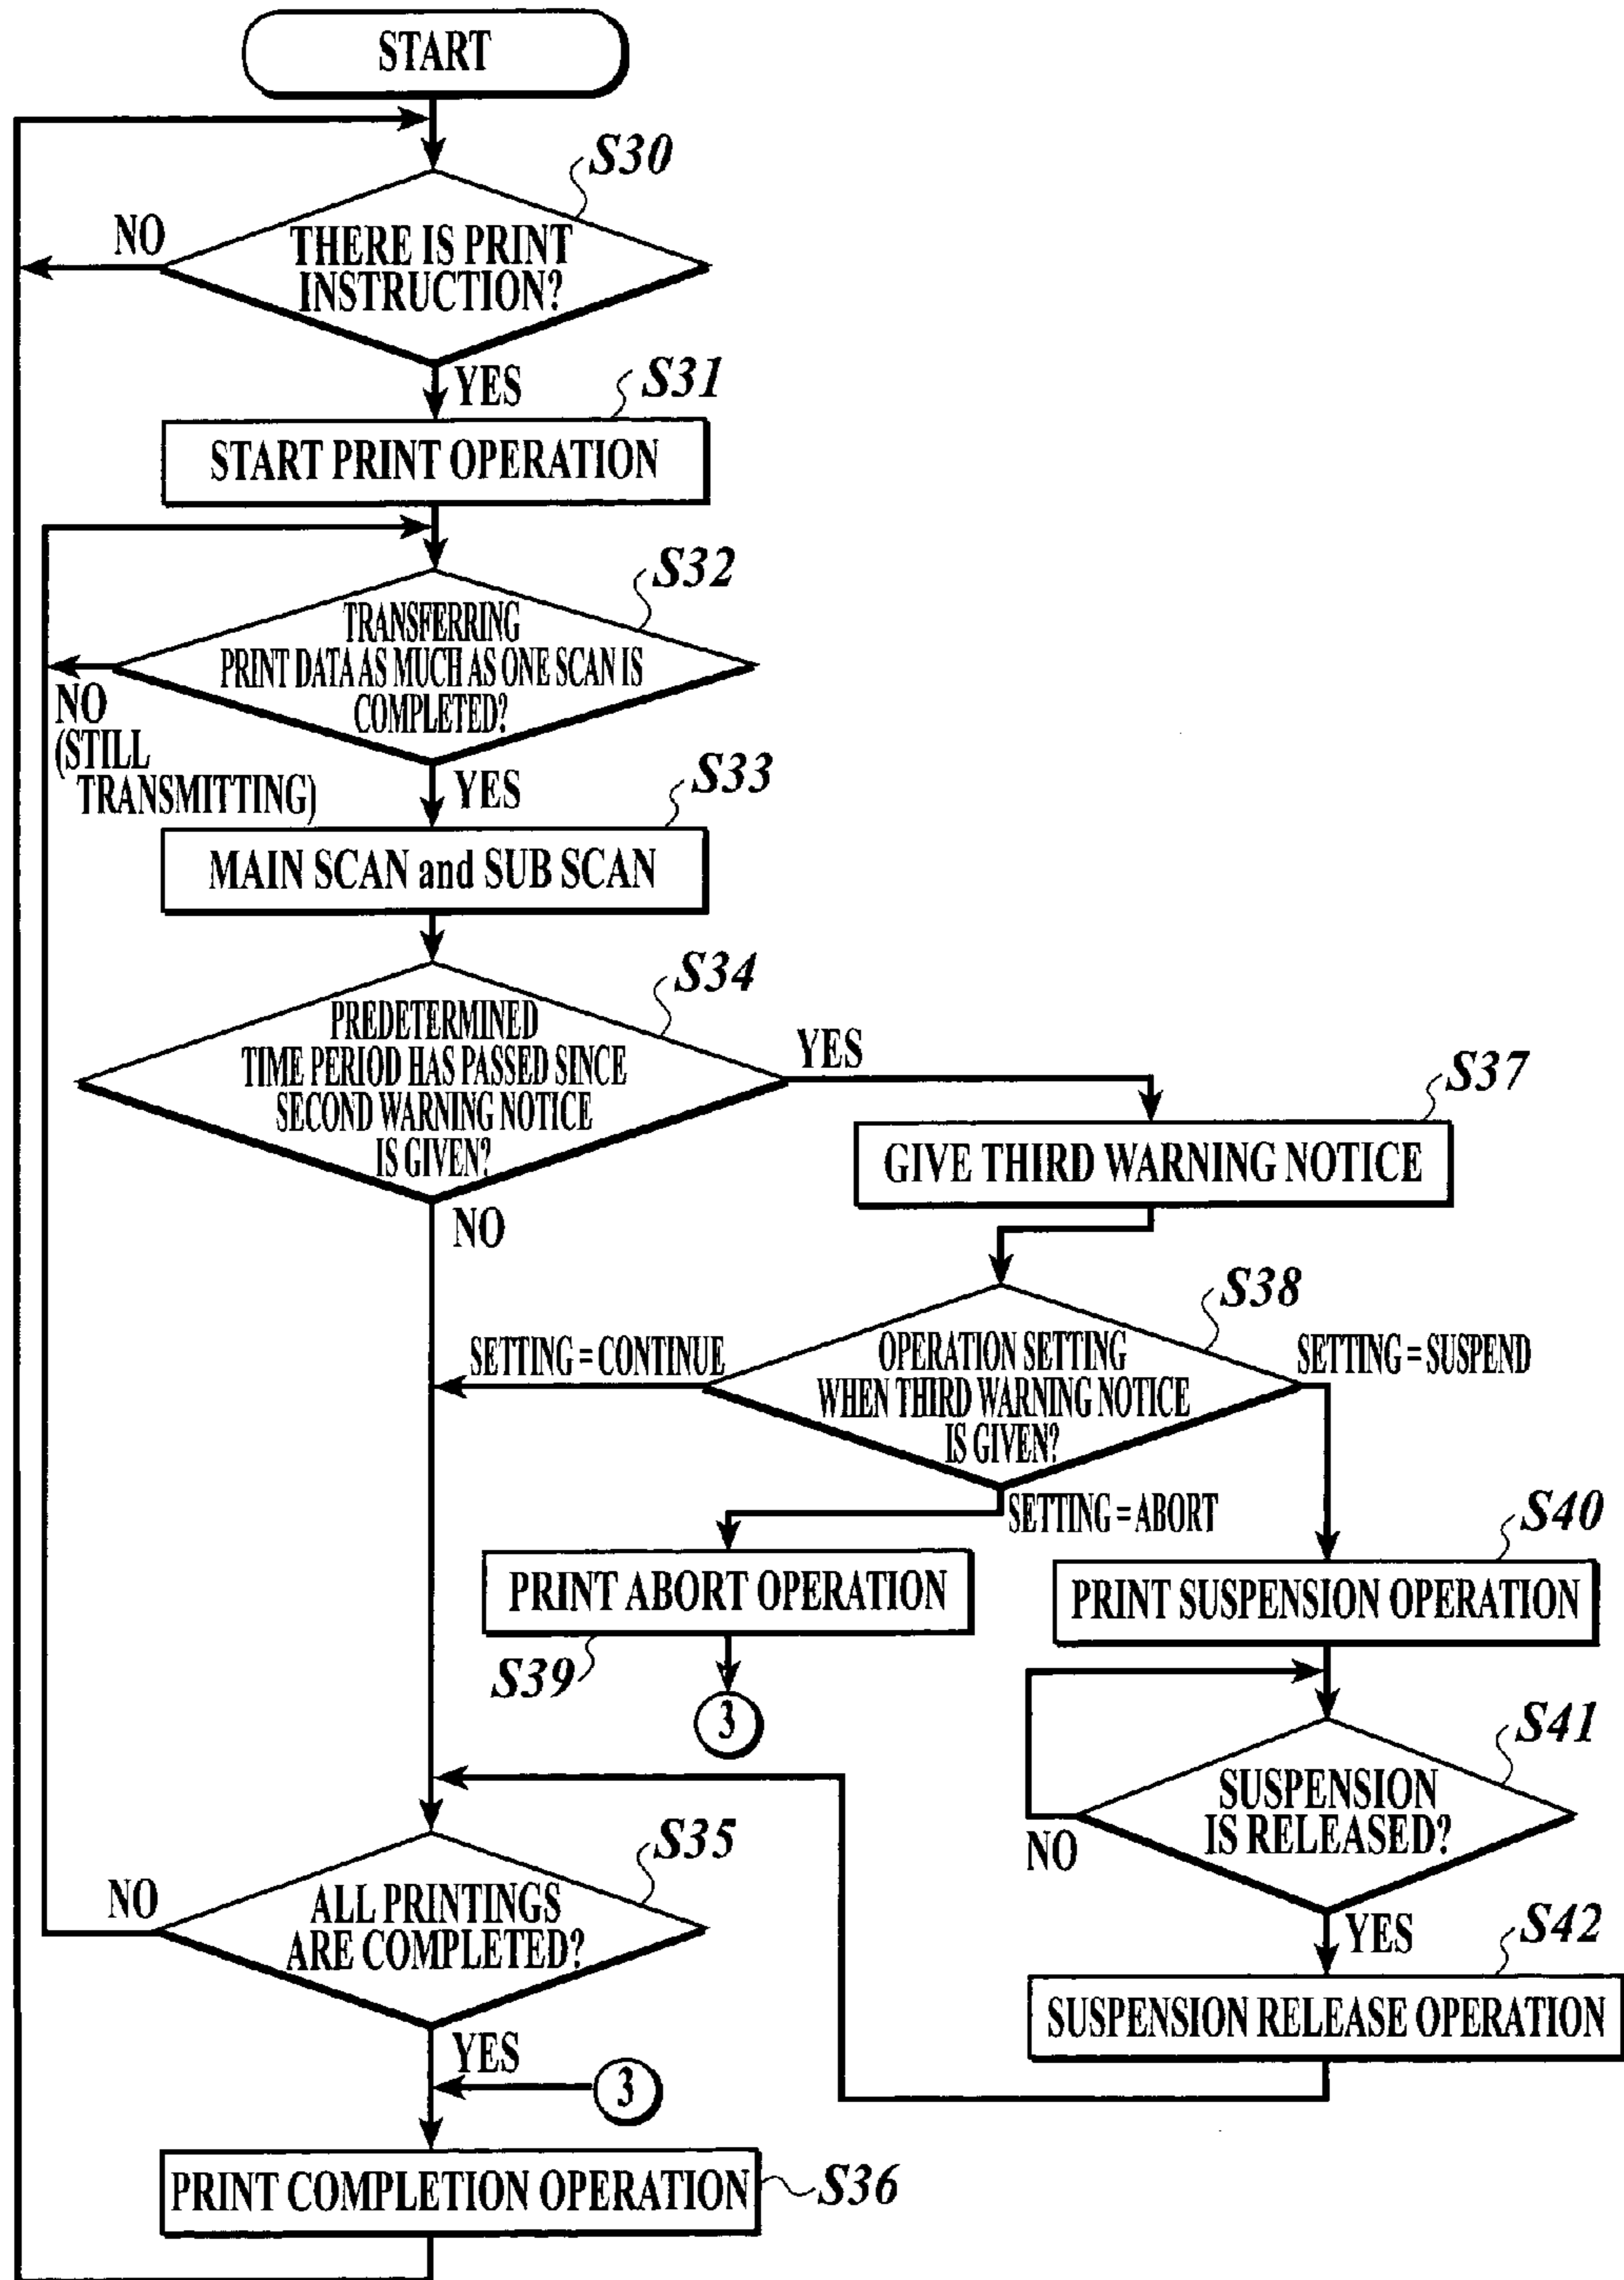 START
S30
NO
THERE IS PRINT
INSTRUCTION?
YES
S31
START PRINT OPERATION
S32
TRANSFERRING
PRINT DATA AS MUCH AS ONE SCAN IS
COMPLETED?
NO
(STILL
TRANSMITTING)
YES
S33
MAIN SCAN and SUB SCAN
S34
PREDETERMINED
TIME PERIOD HAS PASSED SINCE
SECOND WARNING NOTICE
IS GIVEN?
YES
NO
S37
GIVE THIRD WARNING NOTICE
S38
SETTING = CONTINUE
OPERATION SETTING
WHEN THIRD WARNING NOTICE
IS GIVEN?
SETTING = SUSPEND
SETTING = ABORT
S40
PRINT ABORT OPERATION
PRINT SUSPENSION OPERATION
S39
3
S41
SUSPENSION
IS RELEASED?
NO
YES
S42
SUSPENSION RELEASE OPERATION
S35
NO
ALL PRINTINGS
ARE COMPLETED?
YES
3
PRINT COMPLETION OPERATION
S36